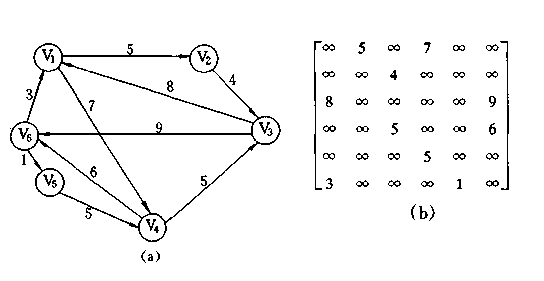 5
V₁
V₂
8
4
3
7
V₆
9
V₃
1
V₅
6
5
5
V₄
(a)
∞ 5 ∞ 7 ∞ ∞
∞ ∞ 4 ∞ ∞ ∞
8 ∞ ∞ ∞ ∞ 9
∞ ∞ 5 ∞ ∞ 6
∞ ∞ ∞ 5 ∞ ∞
3 ∞ ∞ ∞ 1 ∞
(b)